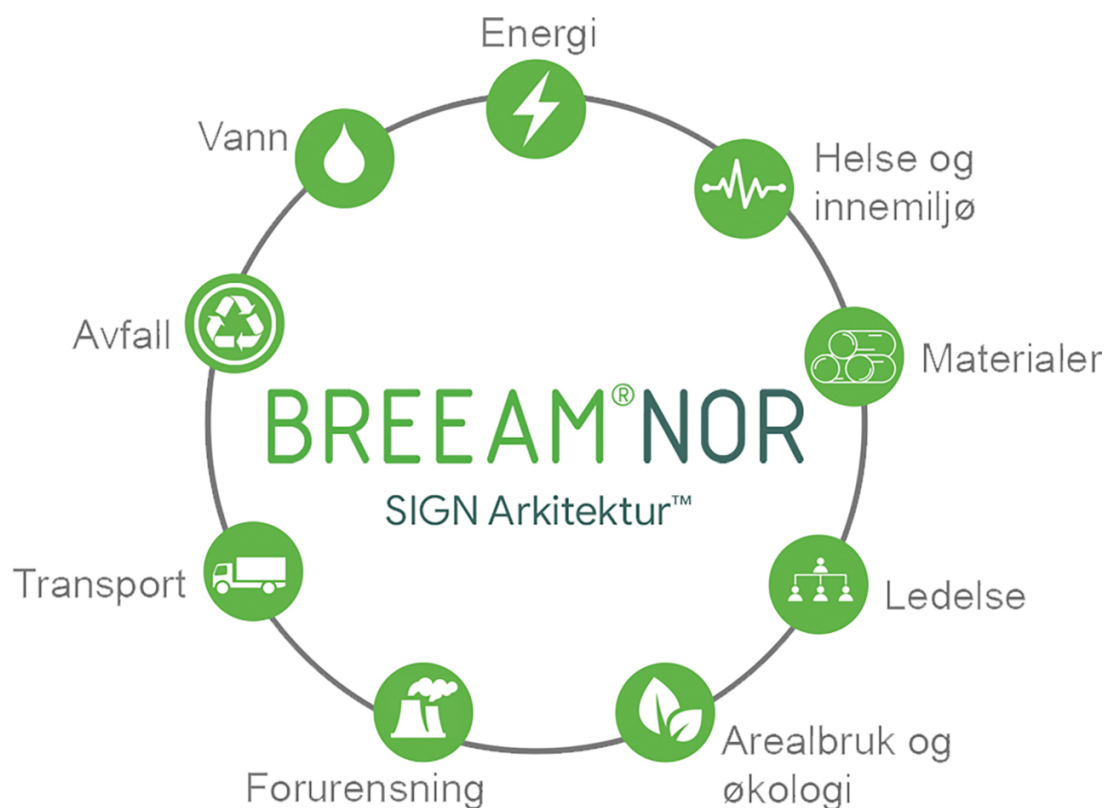 Energi
Vann
Helse og
innemiljø
Avfall
Materialer
BREEAM®NOR
SIGN Arkitektur™
Transport
Ledelse
Arealbruk og
økologi
Forurensning